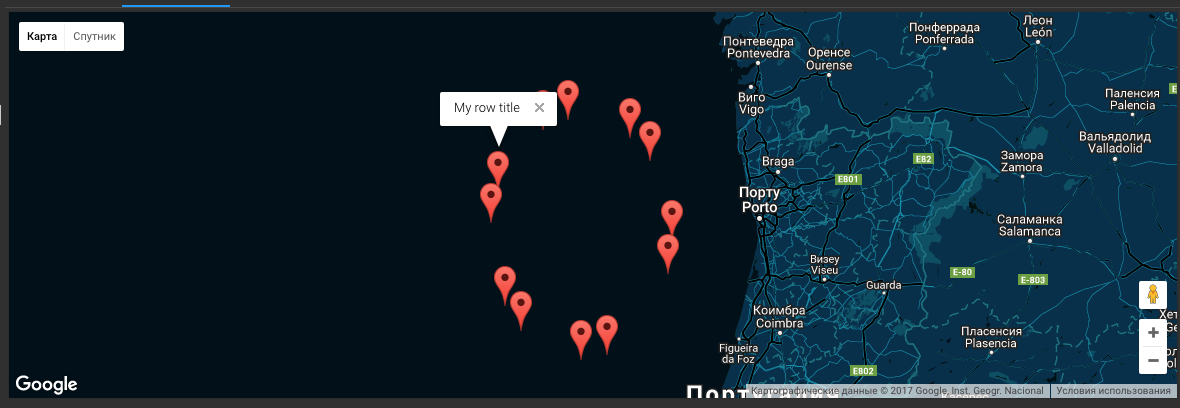 Карта Спутник
My row title
Понтеведра
Pontevedra
Оренсе
Ourense
Понферрада
Ponferrada
Леон
León
Виго
Vigo
Паленсия
Palencia
Вальядолид
Valladolid
E82
Braga
E801
Замора
Zamora
Порту
Porto
Саламанка
Salamanca
Визеу
Viseu
E-80
E-803
Guarda
Коимбра
Coimbra
Пласенсия
Plasencia
Figueira
da Foz
E802
Google
Картографические данные © 2017 Google, Inst. Geogr. Nacional
Условия использования